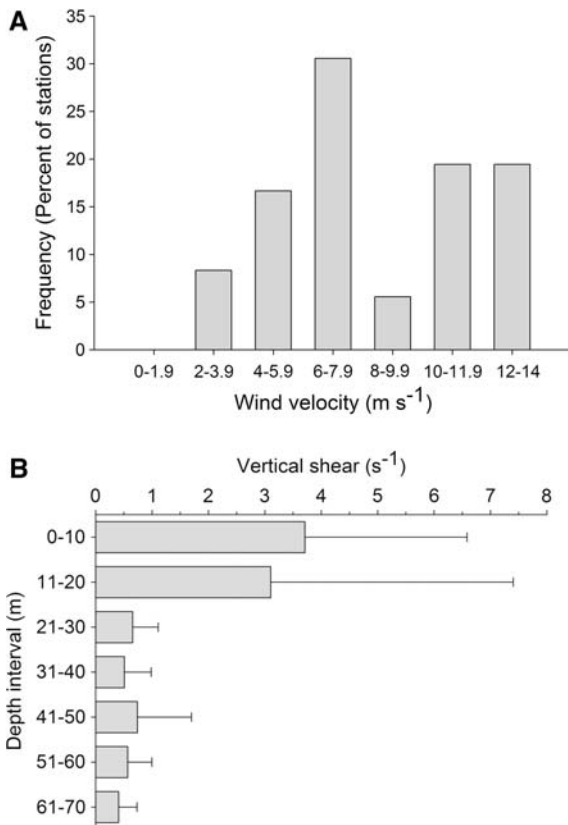 A
Frequency (Percent of stations)
35
30
25
20
15
10
5
0
0-1.9 2-3.9 4-5.9 6-7.9 8-9.9 10-11.9 12-14
Wind velocity (m s⁻¹)
B
Vertical shear (s⁻¹)
0 1 2 3 4 5 6 7 8
Depth interval (m)
0-10
11-20
21-30
31-40
41-50
51-60
61-70